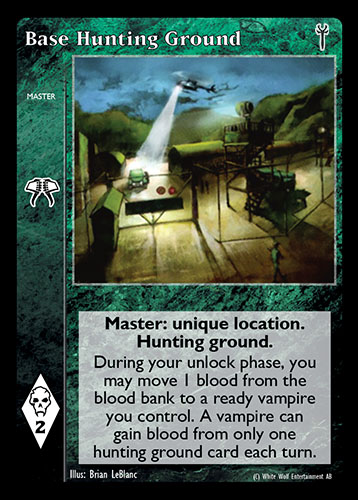 Base Hunting Ground
MASTER
Master: unique location.
Hunting ground.
During your unlock phase, you
may move 1 blood from the
blood bank to a ready vampire
you control. A vampire can
gain blood from only one
hunting ground card each turn.
2
Illus: Brian LeBlanc
(C) White Wolf Entertainment AB